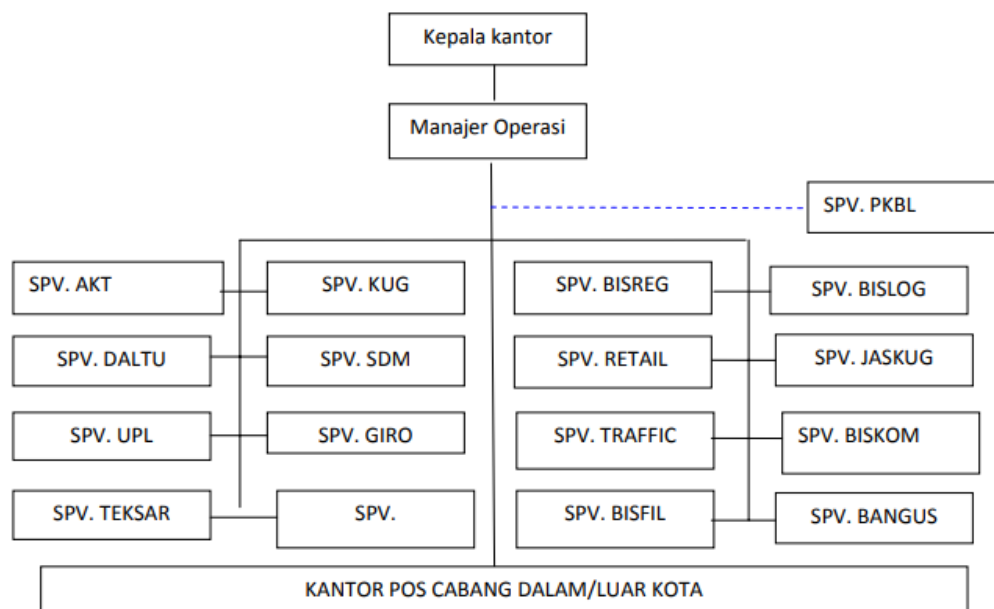 Kepala kantor
Manajer Operasi
SPV. PKBL
SPV. AKT
SPV. KUG
SPV. BISREG
SPV. BISLOG
SPV. DALTU
SPV. SDM
SPV. RETAIL
SPV. JASKUG
SPV. UPL
SPV. GIRO
SPV. TRAFFIC
SPV. BISKOM
SPV. TEKSAR
SPV.
SPV. BISFIL
SPV. BANGUS
KANTOR POS CABANG DALAM/LUAR KOTA